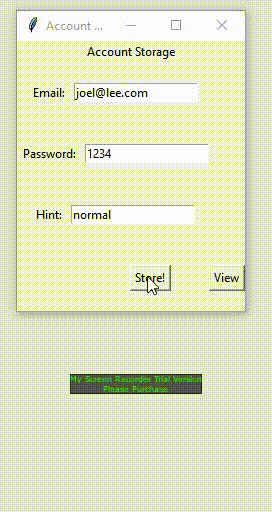 Account ...
Account Storage
Email: joel@lee.com
Password: 1234
Hint: normal
Store! View
My Screen Recorder Trial Version
Please Purchase